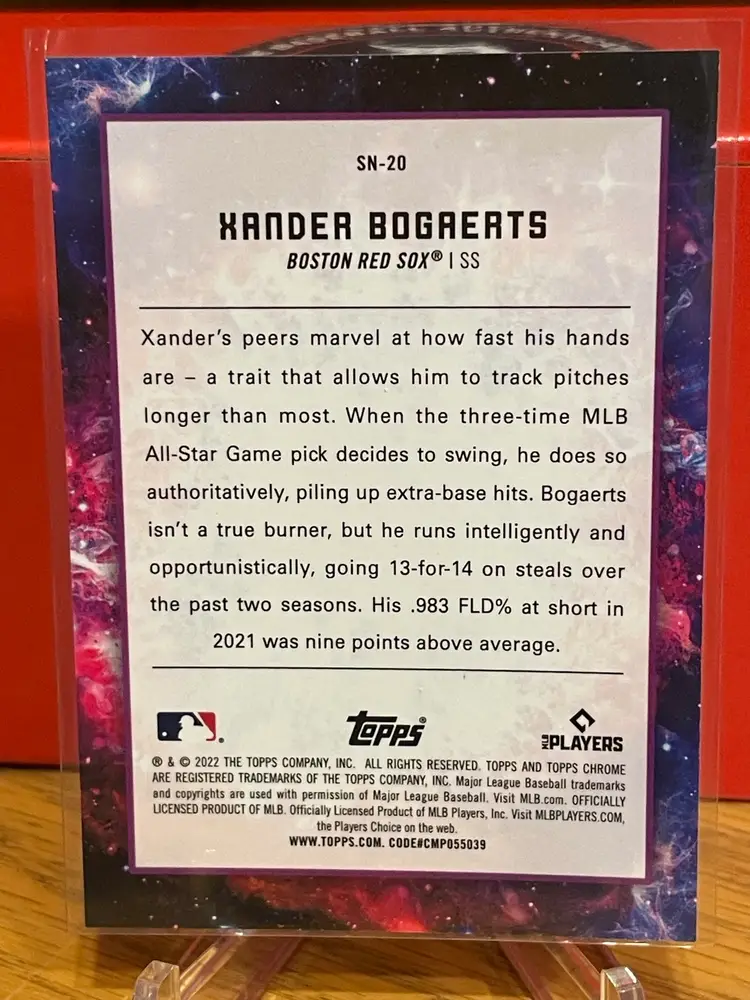 SN-20
XANDER BOGAERTS
BOSTON RED SOX® | SS
Xander's peers marvel at how fast his hands
are – a trait that allows him to track pitches
longer than most. When the three-time MLB
All-Star Game pick decides to swing, he does so
authoritatively, piling up extra-base hits. Bogaerts
isn't a true burner, but he runs intelligently and
opportunistically, going 13-for-14 on steals over
the past two seasons. His .983 FLD% at short in
2021 was nine points above average.
topps®
MLB PLAYERS
® & © 2022 THE TOPPS COMPANY, INC. ALL RIGHTS RESERVED. TOPPS AND TOPPS CHROME
ARE REGISTERED TRADEMARKS OF THE TOPPS COMPANY, INC. Major League Baseball trademarks
and copyrights are used with permission of Major League Baseball. Visit MLB.com. OFFICIALLY
LICENSED PRODUCT OF MLB. Officially Licensed Product of MLB Players, Inc. Visit MLBPLAYERS.COM,
the Players Choice on the web.
WWW.TOPPS.COM. CODE#CMP055039